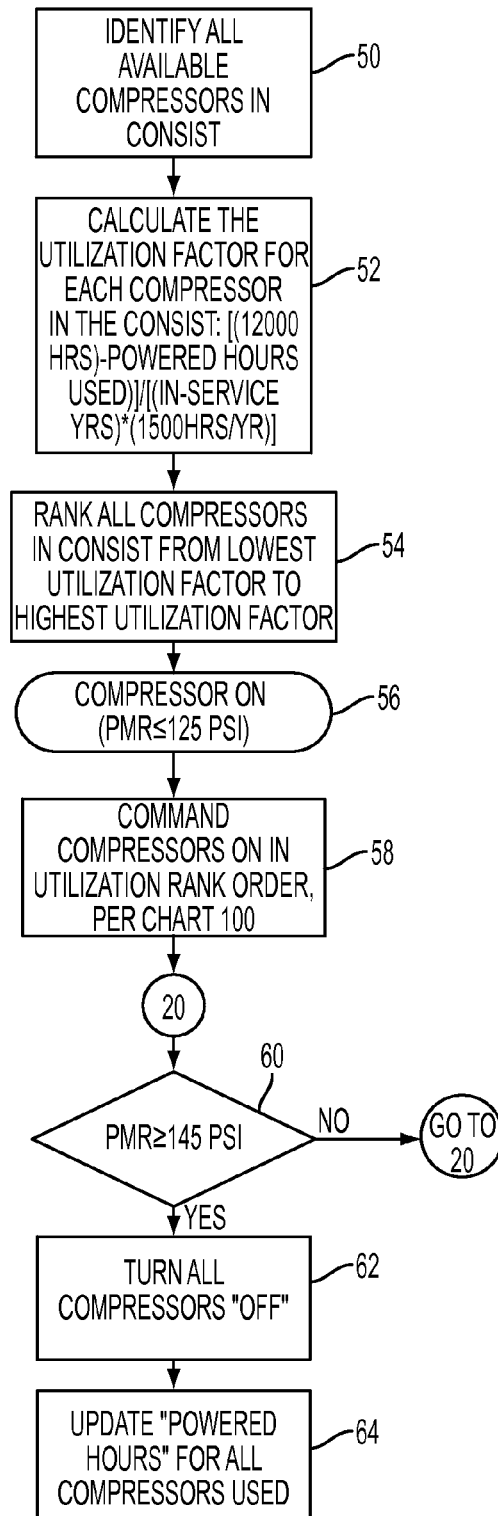 IDENTIFY ALL
AVAILABLE
COMPRESSORS IN
CONSIST
50
CALCULATE THE
UTILIZATION FACTOR FOR
EACH COMPRESSOR
IN THE CONSIST: [(12000
HRS)-POWERED HOURS
USED)]/[(IN-SERVICE
YRS)*(1500HRS/YR)]
52
RANK ALL COMPRESSORS
IN CONSIST FROM LOWEST
UTILIZATION FACTOR TO
HIGHEST UTILIZATION FACTOR
54
COMPRESSOR ON
(PMR≤125 PSI)
56
COMMAND
COMPRESSORS ON IN
UTILIZATION RANK ORDER,
PER CHART 100
58
20
60
PMR≥145 PSI
NO
GO TO
20
YES
TURN ALL
COMPRESSORS "OFF"
62
UPDATE "POWERED
HOURS" FOR ALL
COMPRESSORS USED
64